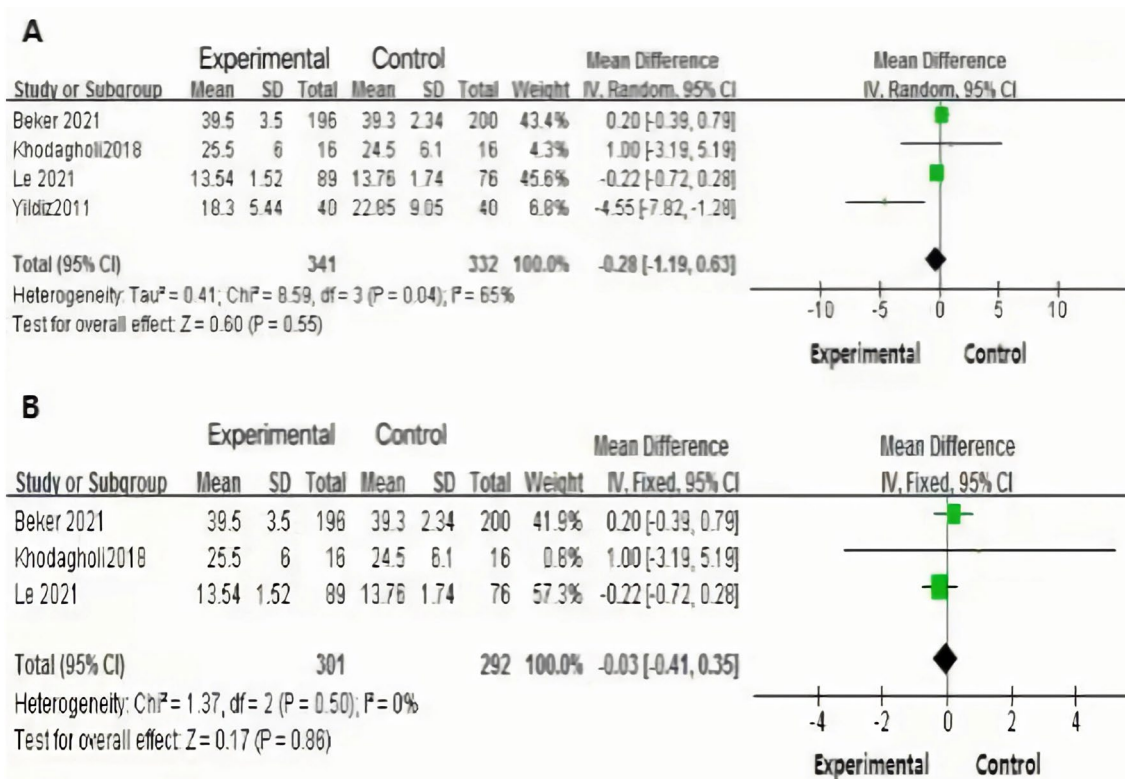 A
Experimental Control Mean Difference Mean Difference
Study or Subgroup Mean SD Total Mean SD Total Weight IV, Random, 95% CI IV, Random, 95% CI
Beker 2021 39.5 3.5 196 39.3 2.34 200 43.4% 0.20 [-0.39, 0.79]
Khodagholi2018 25.5 6 16 24.5 6.1 16 4.3% 1.00 [-3.19, 5.19]
Le 2021 13.54 1.52 89 13.76 1.74 76 45.6% -0.22 [-0.72, 0.28]
Yildiz2011 18.3 5.44 40 22.85 9.05 40 6.8% -4.55 [-7.82, -1.28]
Total (95% CI) 341 332 100.0% -0.28 [-1.19, 0.63]
Heterogeneity: Tau² = 0.41; Chi² = 8.59, df = 3 (P = 0.04); I² = 65%
Test for overall effect: Z = 0.60 (P = 0.55)
-10 -5 0 5 10
Experimental Control
B
Experimental Control Mean Difference Mean Difference
Study or Subgroup Mean SD Total Mean SD Total Weight IV, Fixed, 95% CI IV, Fixed, 95% CI
Beker 2021 39.5 3.5 196 39.3 2.34 200 41.9% 0.20 [-0.39, 0.79]
Khodagholi2018 25.5 6 16 24.5 6.1 16 0.8% 1.00 [-3.19, 5.19]
Le 2021 13.54 1.52 89 13.76 1.74 76 57.3% -0.22 [-0.72, 0.28]
Total (95% CI) 301 292 100.0% -0.03 [-0.41, 0.35]
Heterogeneity: Chi² = 1.37, df = 2 (P = 0.50); I² = 0%
Test for overall effect: Z = 0.17 (P = 0.86)
-4 -2 0 2 4
Experimental Control